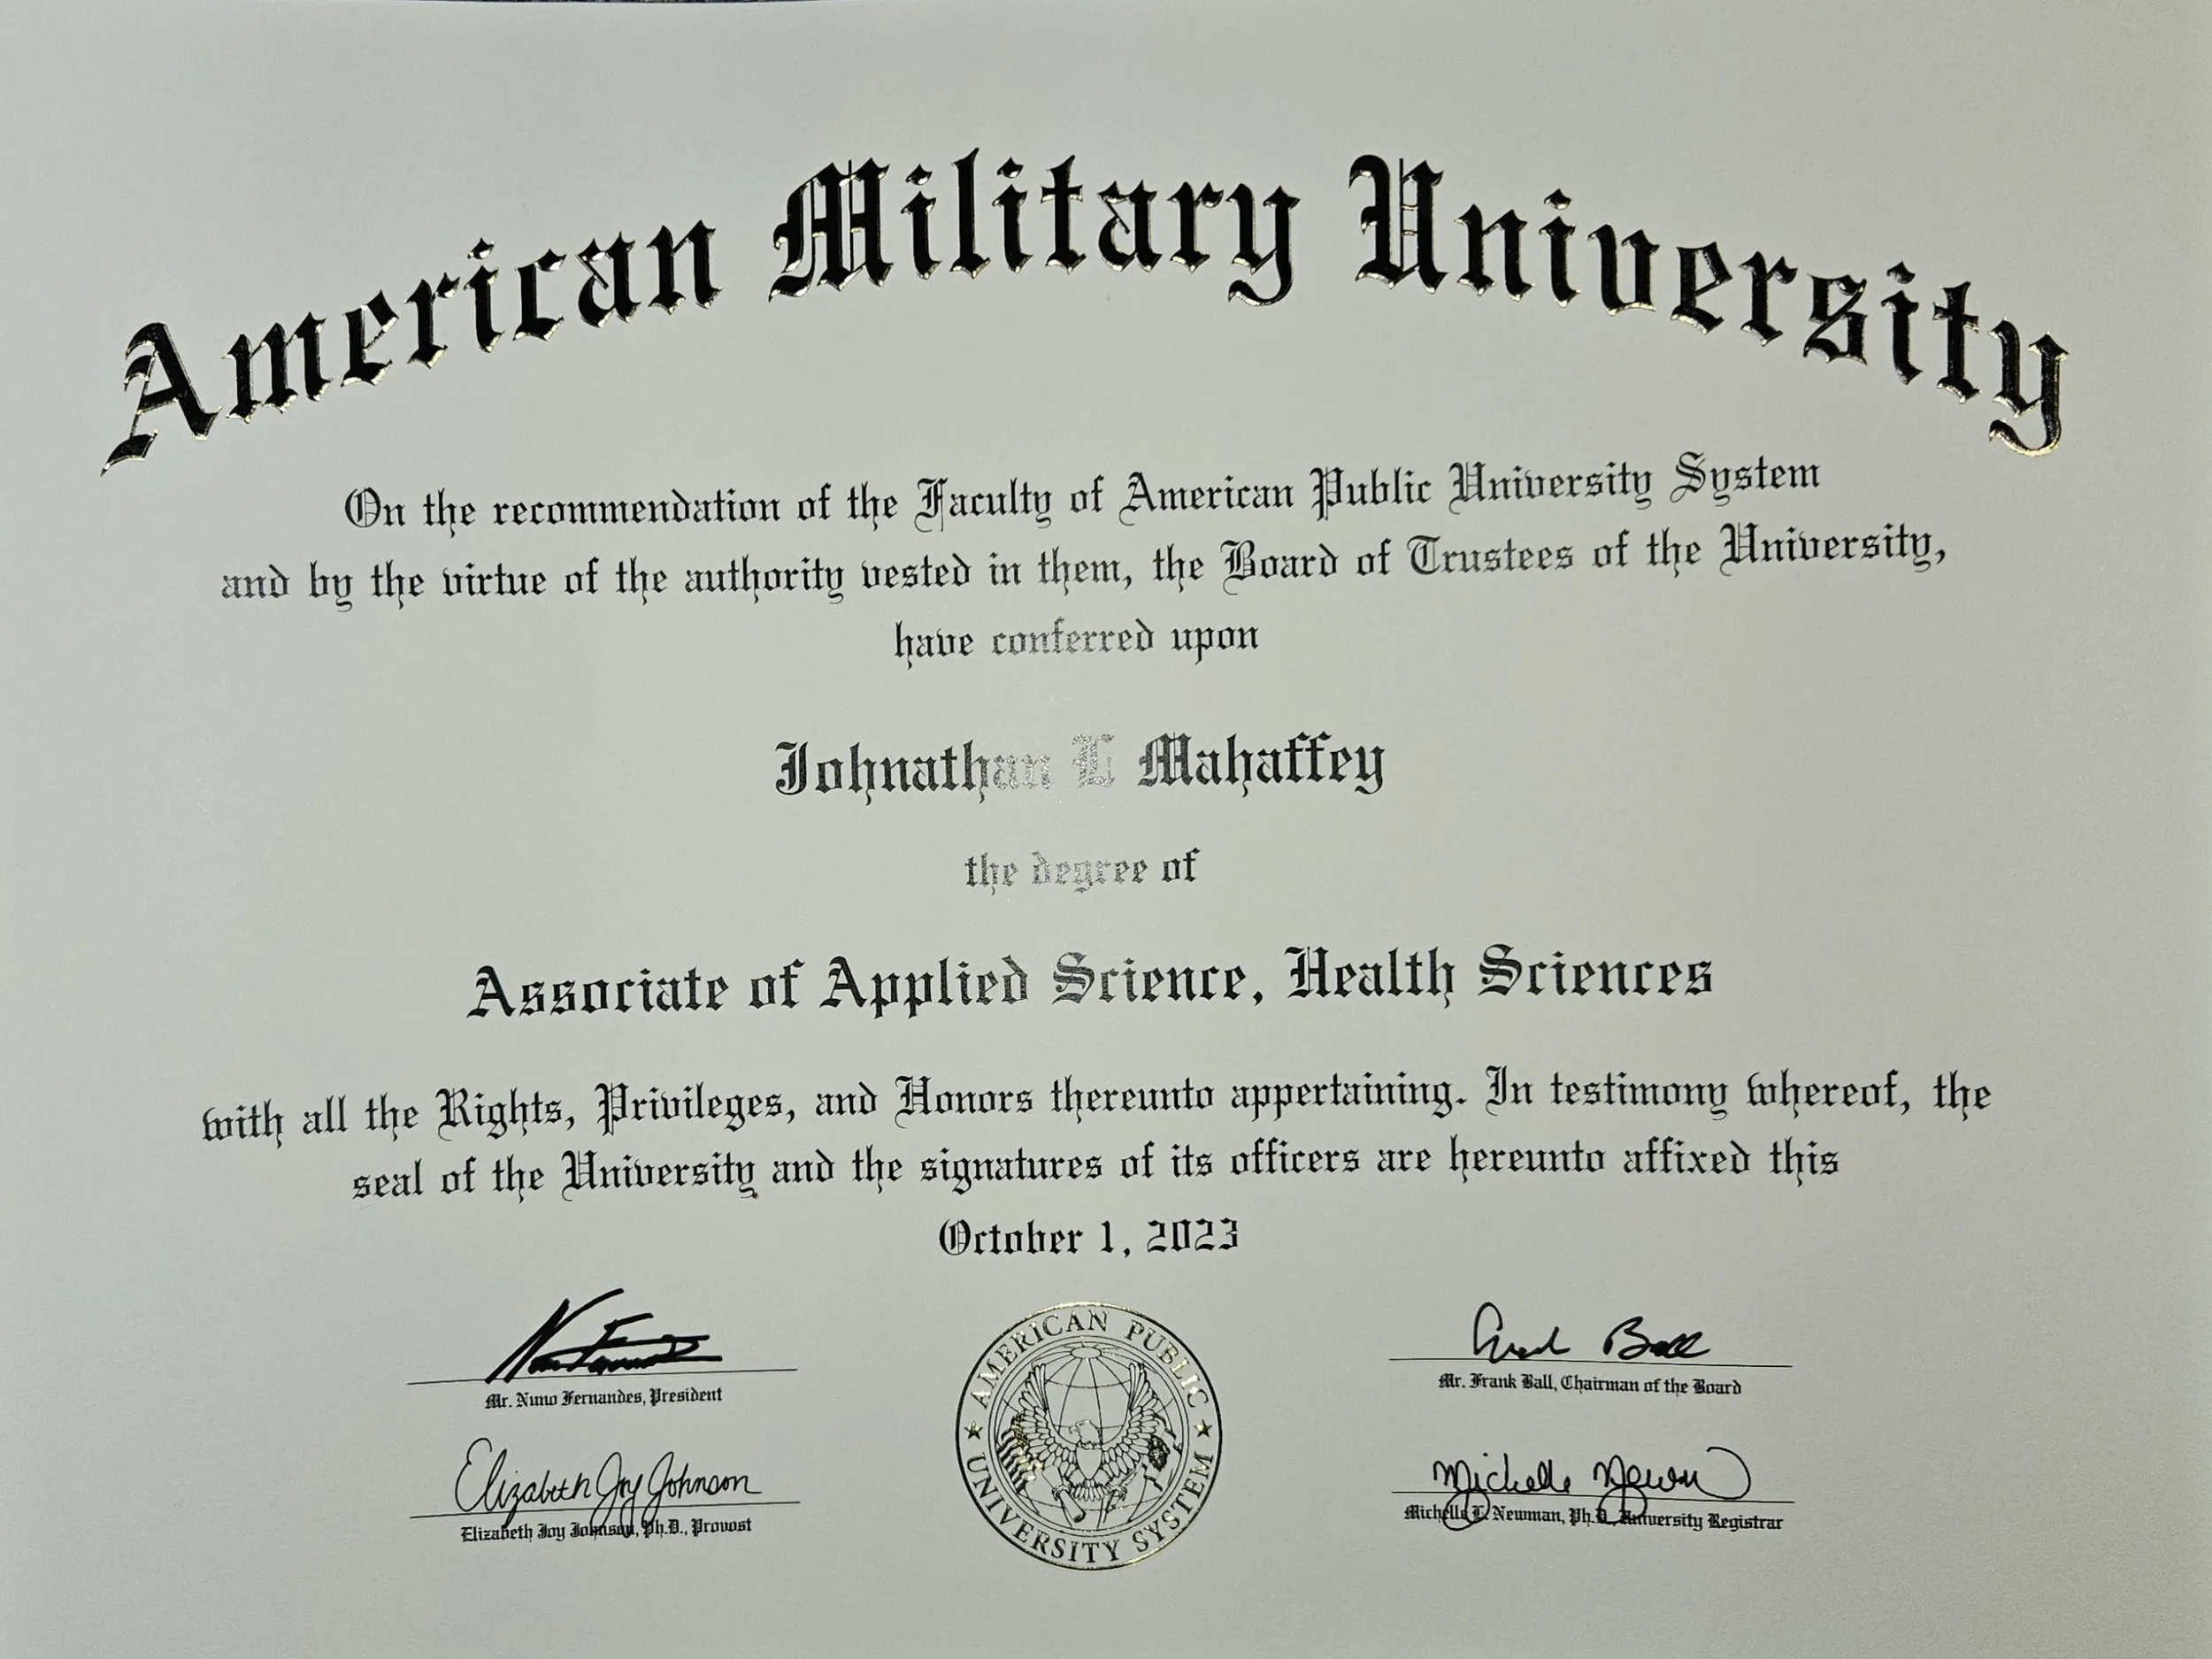 American Military University
On the recommendation of the Faculty of American Public University System
and by the virtue of the authority vested in them, the Board of Trustees of the University,
have conferred upon
Johnathan L Mahaffey
the degree of
Associate of Applied Science, Health Sciences
with all the Rights, Privileges, and Honors thereunto appertaining. In testimony whereof, the
seal of the University and the signatures of its officers are hereunto affixed this
October 1, 2023
Mr. Nuno Fernandes, President
Elizabeth Joy Johnson
Elizabeth Joy Johnson, Ph.D., Provost
AMERICAN PUBLIC
UNIVERSITY SYSTEM
Ball
Mr. Frank Ball, Chairman of the Board
Michelle
Michelle L. Newman, Ph.D. University Registrar